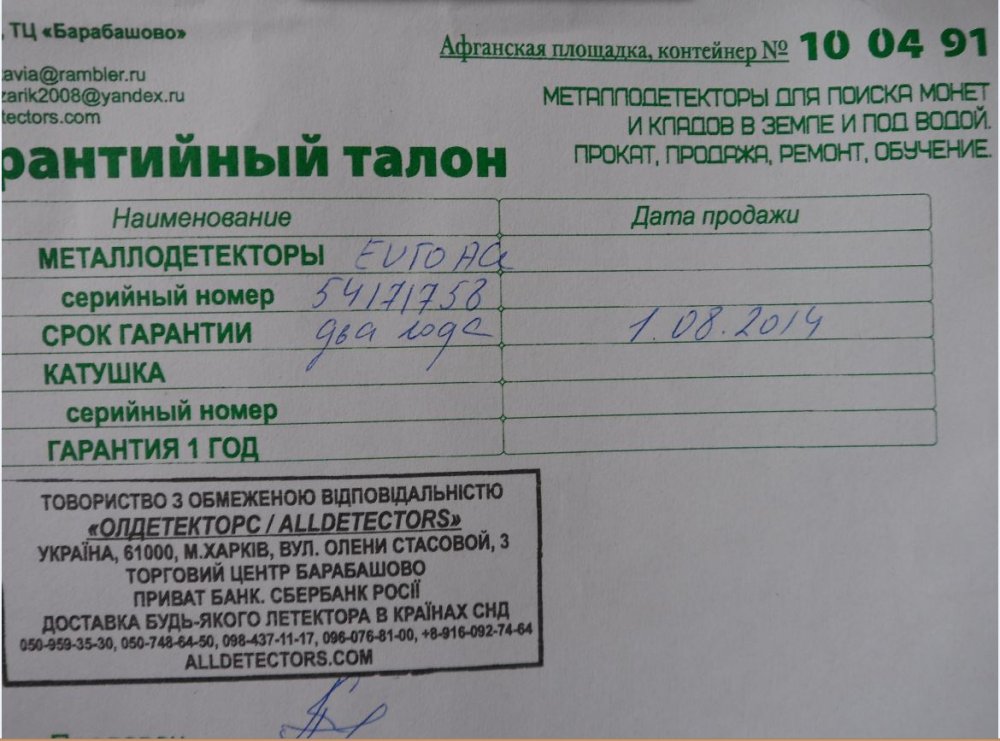 , ТЦ «Барабашово»
Афганская площадка, контейнер № 10 04 91
avia@rambler.ru
zarik2008@yandex.ru
tectors.com
МЕТАЛЛОДЕТЕКТОРЫ ДЛЯ ПОИСКА МОНЕТ
И КЛАДОВ В ЗЕМЛЕ И ПОД ВОДОЙ.
ПРОКАТ, ПРОДАЖА, РЕМОНТ, ОБУЧЕНИЕ.
рантийный талон
Наименование Дата продажи
МЕТАЛЛОДЕТЕКТОРЫ
серийный номер 54171758
СРОК ГАРАНТИИ два года 1.08.2014
КАТУШКА
серийный номер
ГАРАНТИЯ 1 ГОД
ТОВОРИСТВО З ОБМЕЖЕНОЮ ВІДПОВІДАЛЬНІСТЮ
«ОЛДЕТЕКТОРС / ALLDETECTORS»
УКРАЇНА, 61000, М.ХАРКІВ, ВУЛ. ОЛЕНИ СТАСОВОЙ, 3
ТОРГОВИЙ ЦЕНТР БАРАБАШОВО
ПРИВАТ БАНК. СБЕРБАНК РОСІЇ
ДОСТАВКА БУДЬ-ЯКОГО ЛЕТЕКТОРА В КРАЇНАХ СНД
050-959-35-30, 050-748-64-50, 098-437-11-17, 096-076-81-00, +8-916-092-74-64
ALLDETECTORS.COM